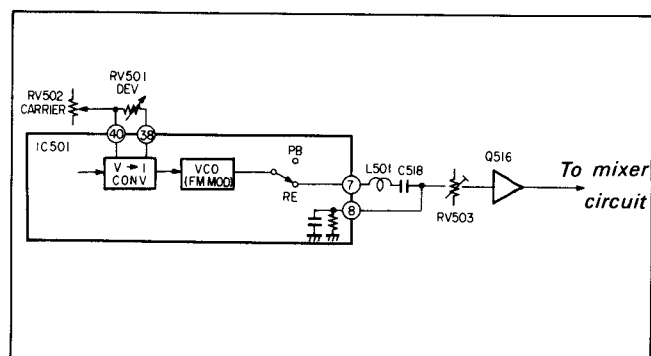 RV501
DEV
RV502
CARRIER
40
38
IC501
V → I
CONV
VCO
(FM MOD)
PB
RE
7
L501
C518
8
RV503
Q516
To mixer
circuit